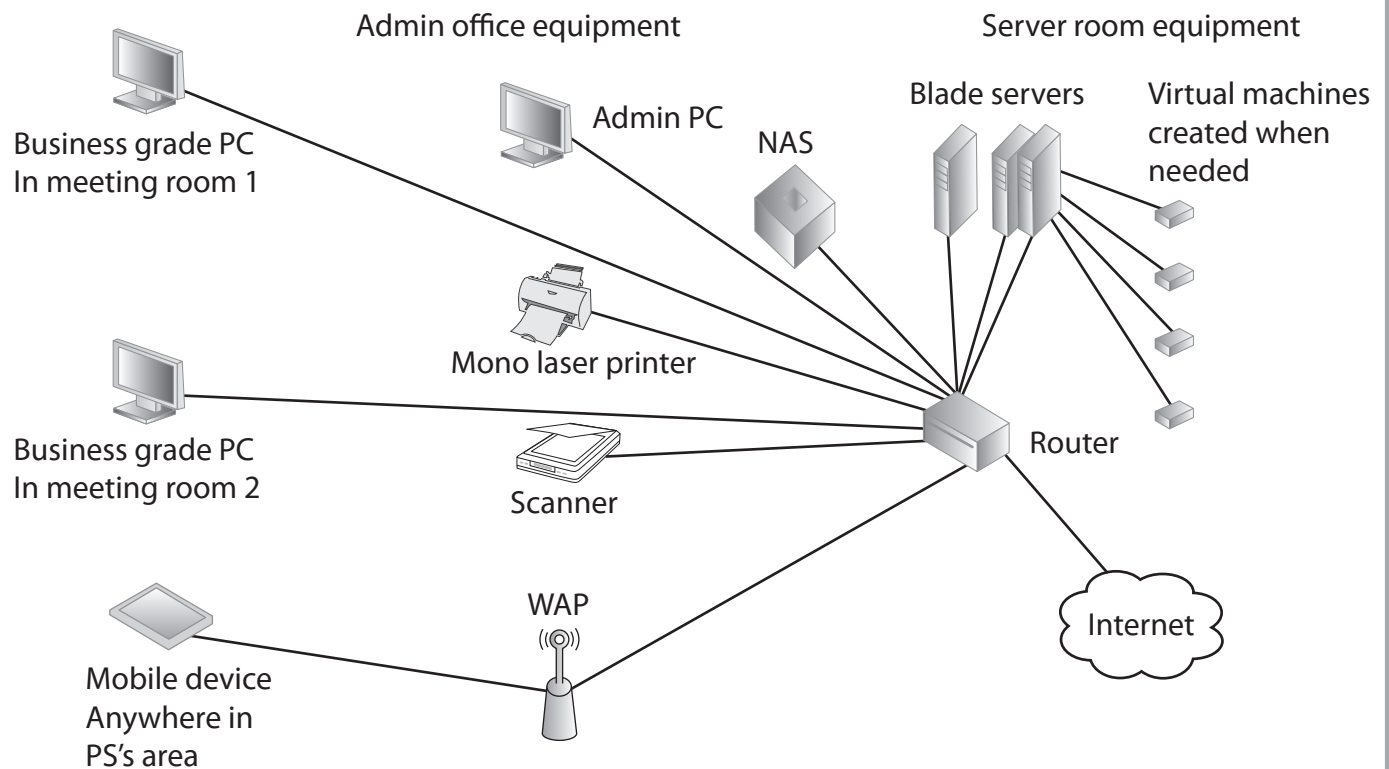 Admin office equipment
Server room equipment
Business grade PC
In meeting room 1
Admin PC
NAS
Blade servers
Virtual machines
created when
needed
Mono laser printer
Business grade PC
In meeting room 2
Scanner
Router
Mobile device
Anywhere in
PS's area
WAP
Internet